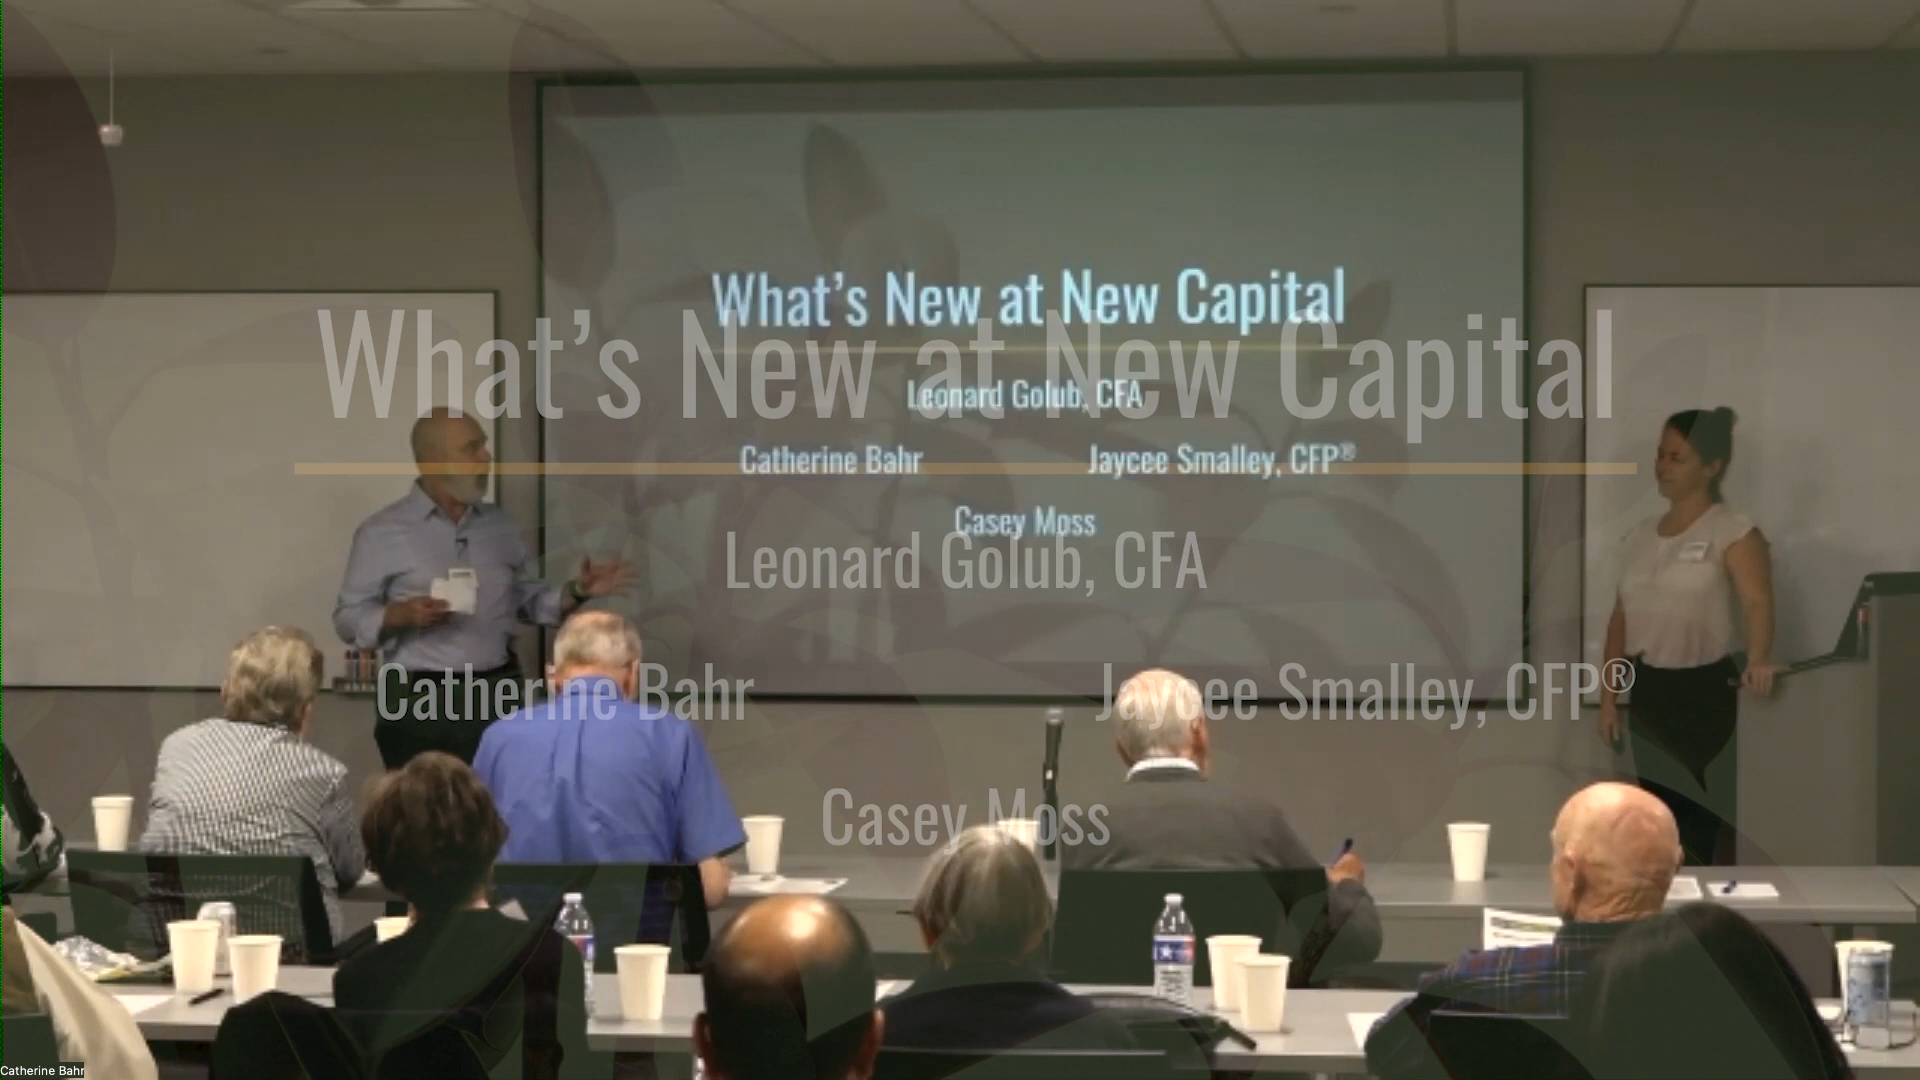 What's New at New Capital
Leonard Golub, CFA
Catherine Bahr Jaycee Smalley, CFP®
Casey Moss
What's New at New Capital
Leonard Golub, CFA
Catherine Bahr Jaycee Smalley, CFP®
Casey Moss
Catherine Bahr